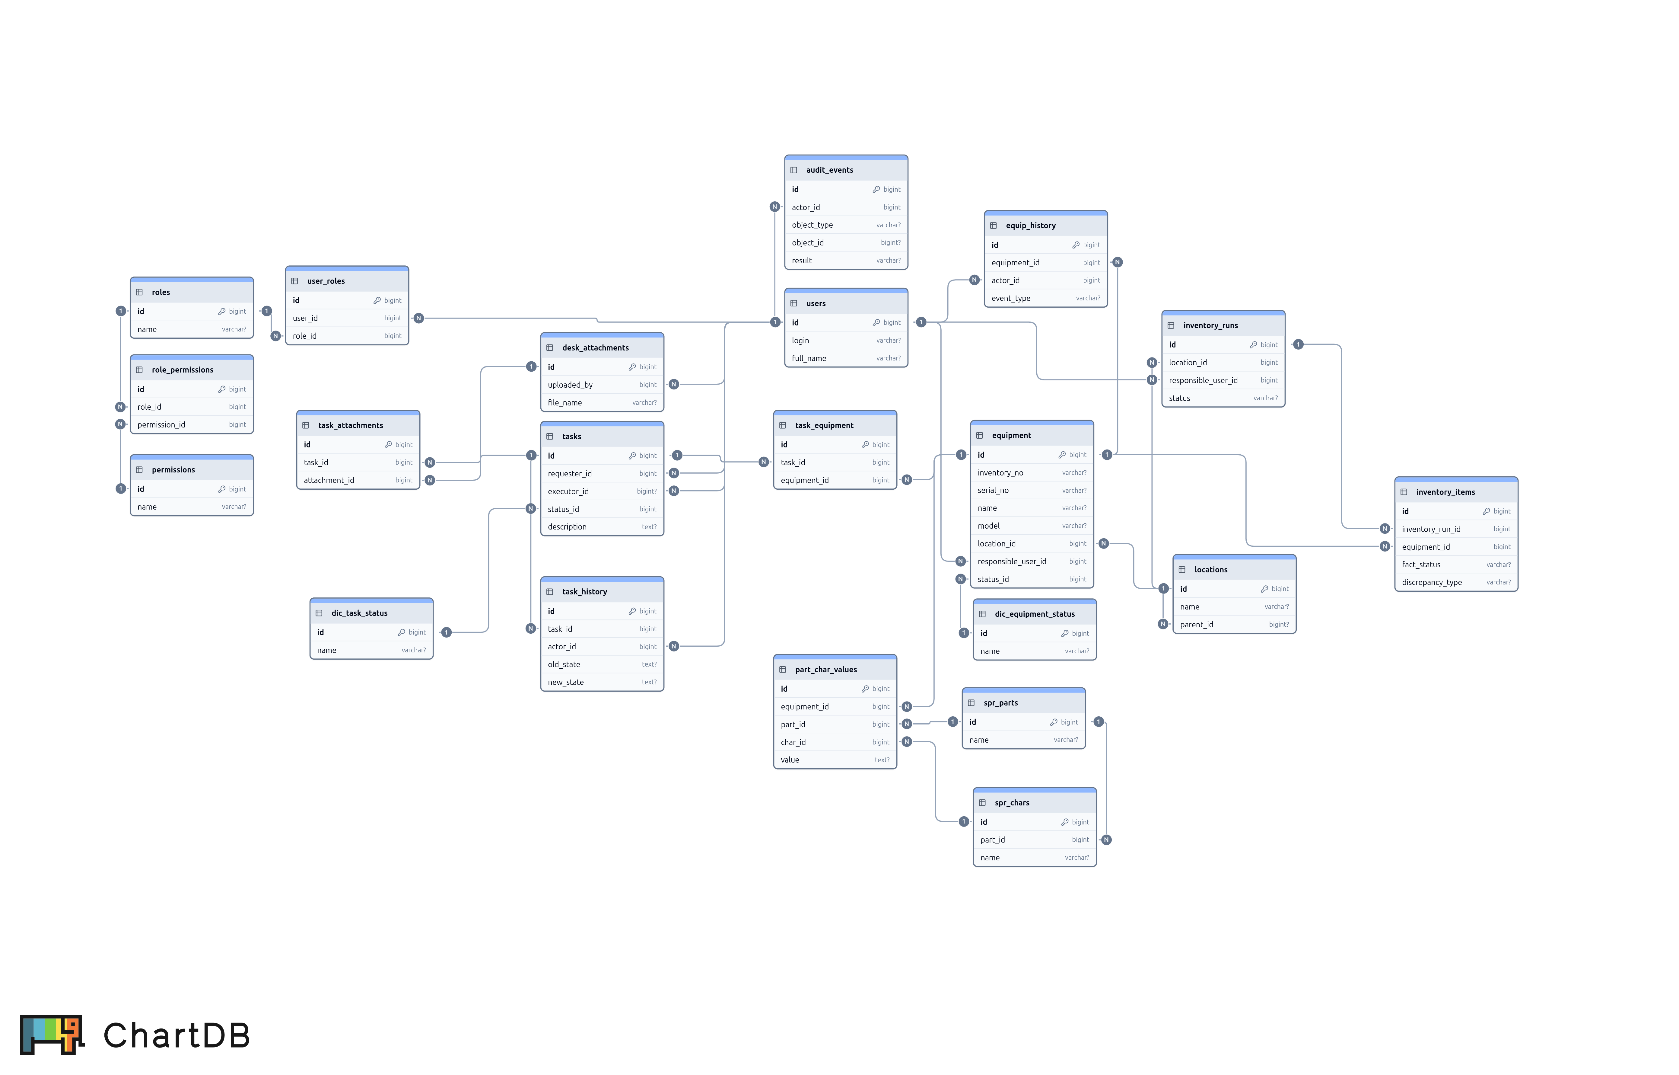 audit_events
id bigint
actor_id bigint
object_type varchar?
object_ic bigint?
result varchar?
equip_history
id bigint
equipment_id bigint
actor_id bigint
event_type varchar?
roles
id bigint
name varchar?
user_roles
id bigint
user_id bigint
role_id bigint
users
id bigint
login varchar?
full_name varchar?
inventory_runs
id bigint
location_id bigint
responsible_user_id bigint
status varchar?
desk_attachments
id bigint
uploaded_by bigint
file_name varchar?
role_permissions
id bigint
role_id bigint
permission_id bigint
task_attachments
id bigint
task_id bigint
attachment_id bigint
tasks
id bigint
requester_id bigint
executor_id bigint?
status_id bigint
description text?
task_equipment
id bigint
task_id bigint
equipment_id bigint
equipment
id bigint
inventory_no varchar?
serial_no varchar?
name varchar?
model varchar?
location_ic bigint
responsible_user_id bigint
status_id bigint
permissions
id bigint
name varchar?
inventory_items
id bigint
inventory_run_id bigint
equipment_id bigint
fact_status varchar?
discrepancy_type varchar?
locations
id bigint
name varchar?
parent_id bigint?
task_history
id bigint
task_id bigint
actor_id bigint
old_state text?
new_state text?
dic_task_status
id bigint
name varchar?
dic_equipment_status
id bigint
name varchar?
part_char_values
id bigint
equipment_id bigint
part_id bigint
char_id bigint
value text?
spr_parts
id bigint
name varchar?
spr_chars
id bigint
part_id bigint
name varchar?
ChartDB